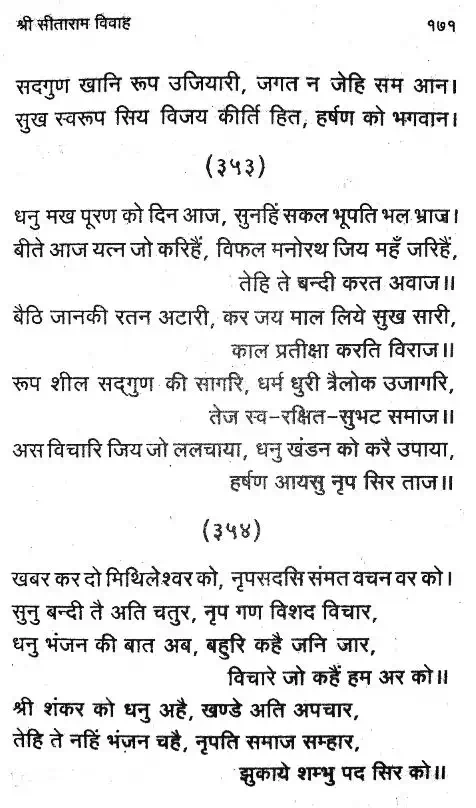 श्री सीताराम विवाह १७१
सदगुण खानि रूप उजियारी, जगत न जेहि सम आन।
सुख स्वरूप सिय विजय कीर्ति हित, हर्षण को भगवान।
(३५३)
धनु मख पूरण को दिन आज, सुनहिं सकल भूपति भल भ्राज।
बीते आज यत्न जो करिहैं, विफल मनोरथ जिय महँ जरिहैं,
तेहि ते बन्दी करत अवाज॥
बैठि जानकी रतन अटारी, कर जय माल लिये सुख सारी,
काल प्रतीक्षा करति विराज॥
रूप शील सद्‌गुण की सागरि, धर्म धुरी त्रैलोक उजागरि,
तेज स्व-रक्षित-सुभट समाज॥
अस विचारि जिय जो ललचाया, धनु खंडन को करै उपाया,
हर्षण आयसु नृप सिर ताज॥
(३५४)
खबर कर दो मिथिलेश्वर को, नृपसदसि संमत वचन वर को।
सुनु बन्दी तै अति चतुर, नृप गण विशद विचार,
धनु भंजन की बात अब, बहुरि कहै जनि जार,
विचारे जो कहैं हम अर को॥
श्री शंकर को धनु अहै, खण्डे अति अपचार,
तेहि ते नहिं भंजन चहै, नृपति समाज सम्हार,
झुकाये शम्भु पद सिर को॥